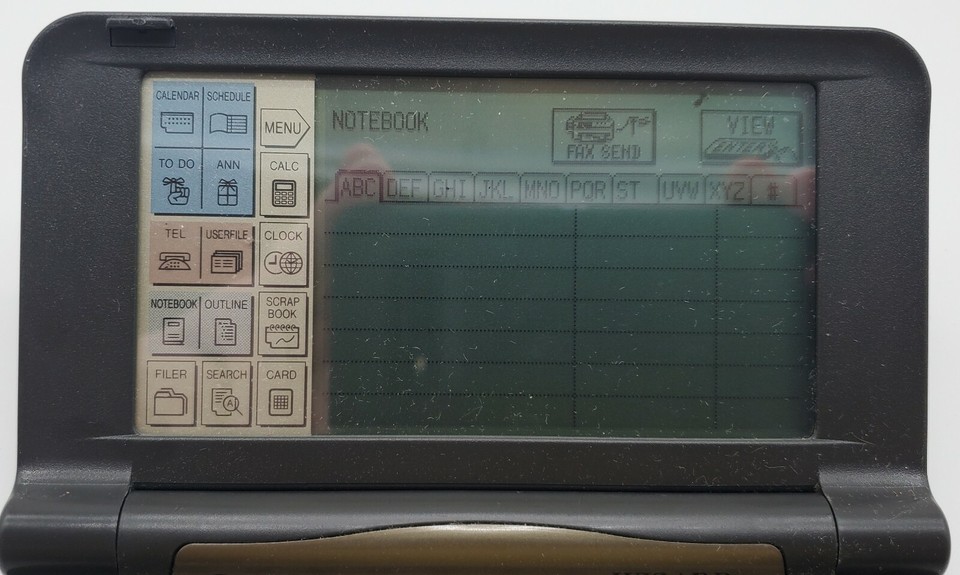 CALENDAR SCHEDULE
MENU
TO DO ANN
CALC
TEL USERFILE
CLOCK
NOTEBOOK OUTLINE
SCRAP
BOOK
FILER SEARCH
CARD
NOTEBOOK
FAX SEND
VIEW
ENTER
ABC DEF GHI JKL MNO PQR ST UVW XYZ #